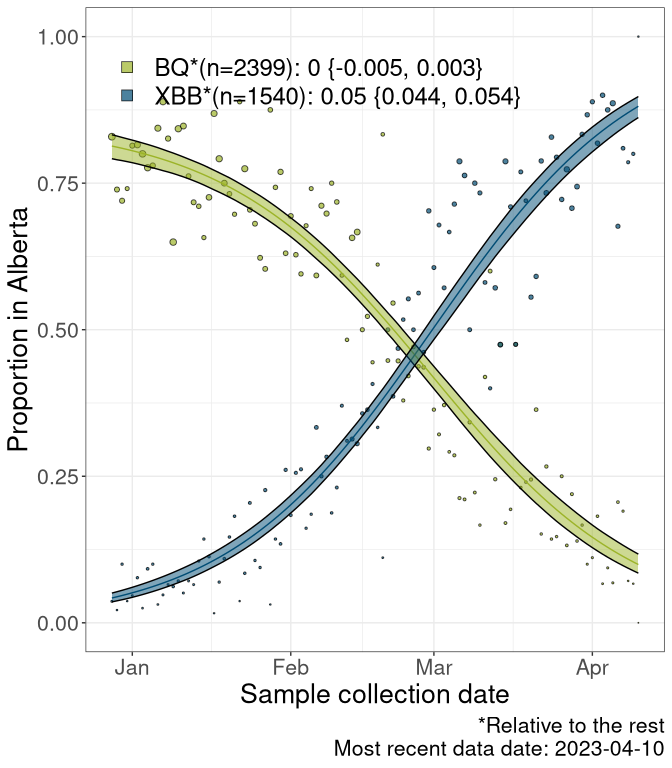 1.00
BQ*(n=2399): 0 {-0.005, 0.003}
XBB*(n=1540): 0.05 {0.044, 0.054}
0.75
Proportion in Alberta
0.50
0.25
0.00
Jan Feb Mar Apr
Sample collection date
*Relative to the rest
Most recent data date: 2023-04-10